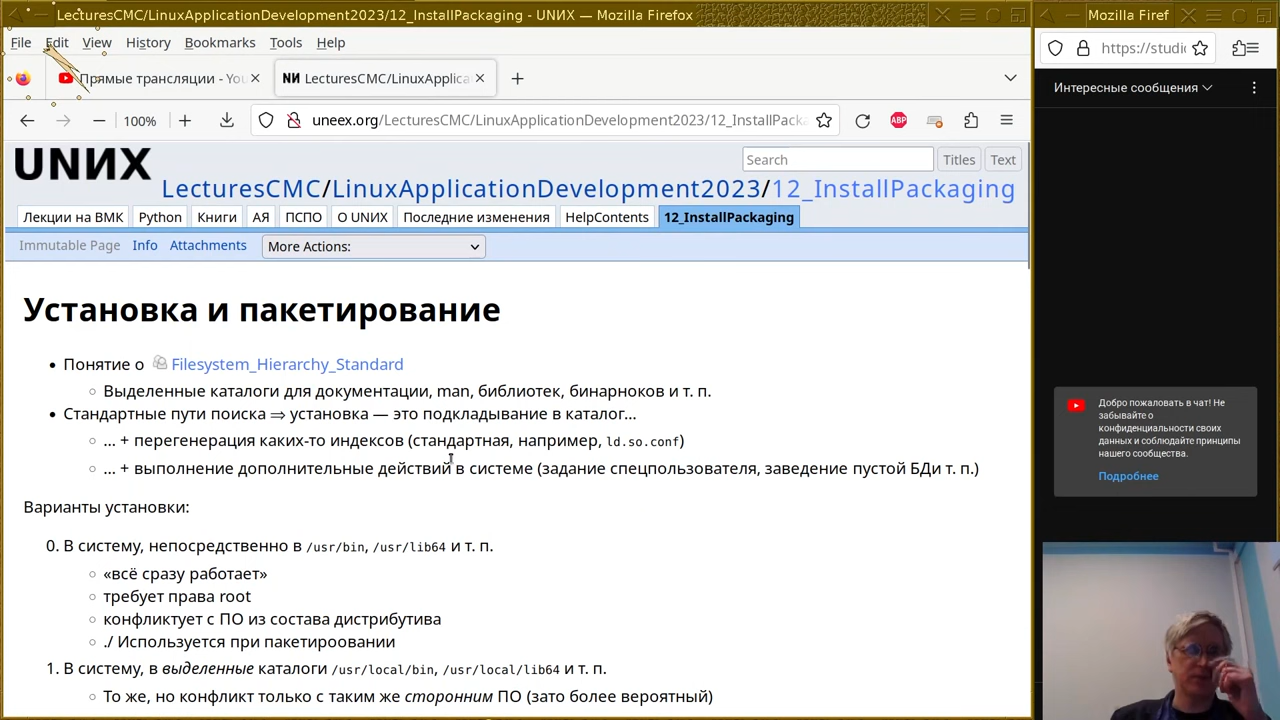 LecturesCMC/LinuxApplicationDevelopment2023/12_InstallPackaging - UNИX — Mozilla Firefox
Mozilla Firef
File Edit View History Bookmarks Tools Help
Прямые трансляции - You
NИ LecturesCMC/LinuxApplica
https://studi
100%
uneex.org/LecturesCMC/LinuxApplicationDevelopment2023/12_InstallPacka
ABP
Интересные сообщения
UNИX
Search
Titles
Text
LecturesCMC/LinuxApplicationDevelopment2023/12_InstallPackaging
Лекции на ВМК Python Книги АЯ ПСПО О UNIX Последние изменения HelpContents 12_InstallPackaging
Immutable Page Info Attachments More Actions:
Установка и пакетирование
• Понятие о Filesystem_Hierarchy_Standard
◦ Выделенные каталоги для документации, man, библиотек, бинарноков и т. п.
• Стандартные пути поиска ⇒ установка — это подкладывание в каталог…
◦ … + перегенерация каких-то индексов (стандартная, например, ld.so.conf)
◦ … + выполнение дополнительные действий в системе (задание спецпользователя, заведение пустой БДи т. п.)
Варианты установки:
0. В систему, непосредственно в /usr/bin, /usr/lib64 и т. п.
◦ «всё сразу работает»
◦ требует права root
◦ конфликтует с ПО из состава дистрибутива
◦ ./ Используется при пакетироовании
1. В систему, в выделенные каталоги /usr/local/bin, /usr/local/lib64 и т. п.
◦ То же, но конфликт только с таким же сторонним ПО (зато более вероятный)
Добро пожаловать в чат! Не
забывайте о
конфиденциальности своих
данных и соблюдайте принципы
нашего сообщества.
Подробнее